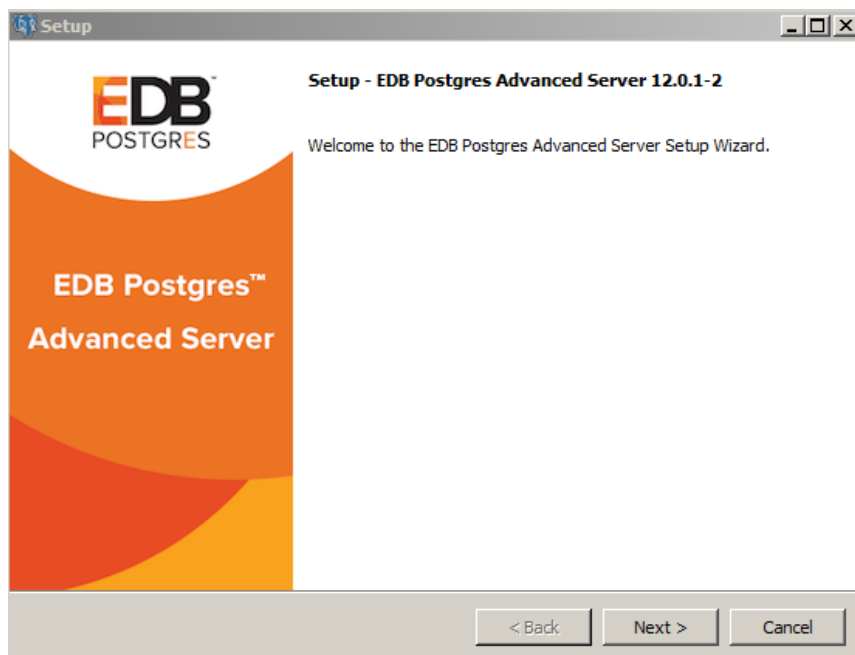 Setup
EDB™
POSTGRES
EDB Postgres™
Advanced Server
Setup - EDB Postgres Advanced Server 12.0.1-2
Welcome to the EDB Postgres Advanced Server Setup Wizard.
< Back
Next >
Cancel